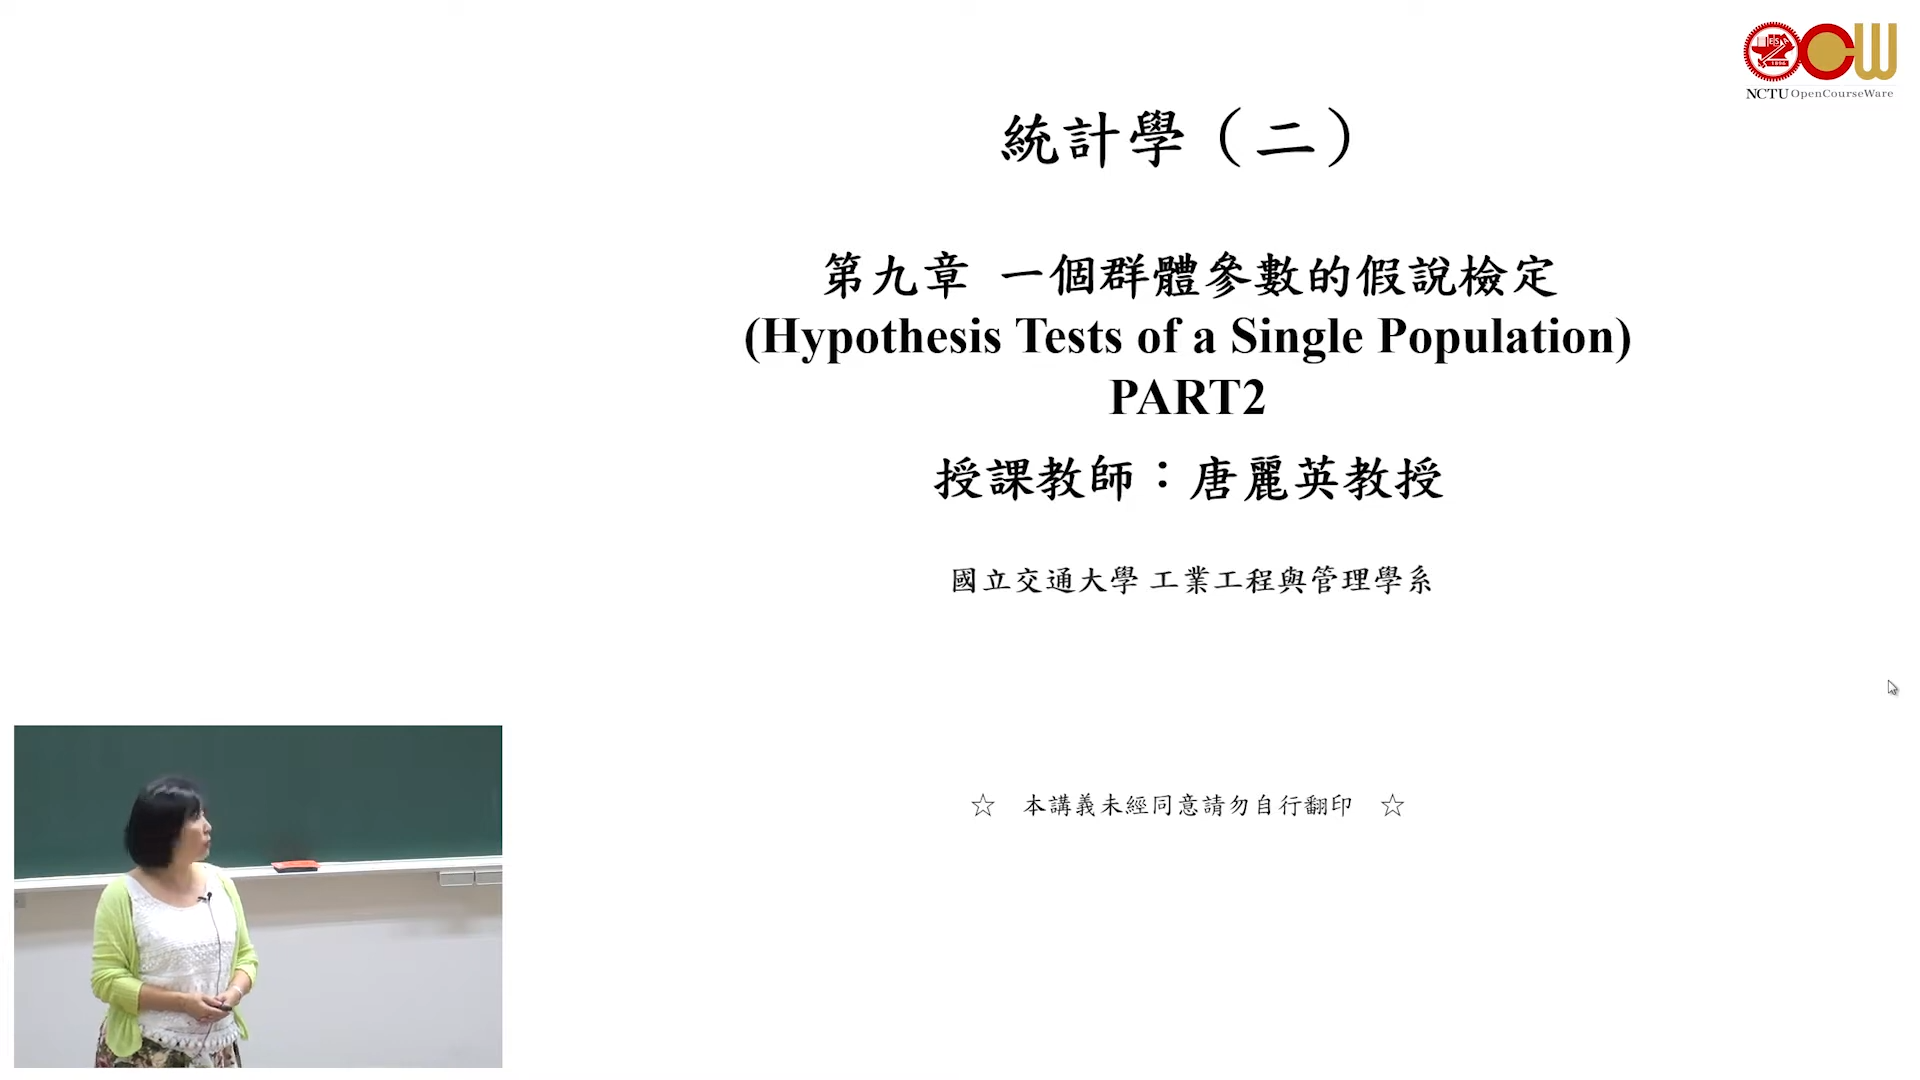 NCTU OpenCourseWare
統計學（二）
第九章 一個群體參數的假說檢定
(Hypothesis Tests of a Single Population)
PART2
授課教師：唐麗英教授
國立交通大學 工業工程與管理學系
☆ 本講義未經同意請勿自行翻印 ☆